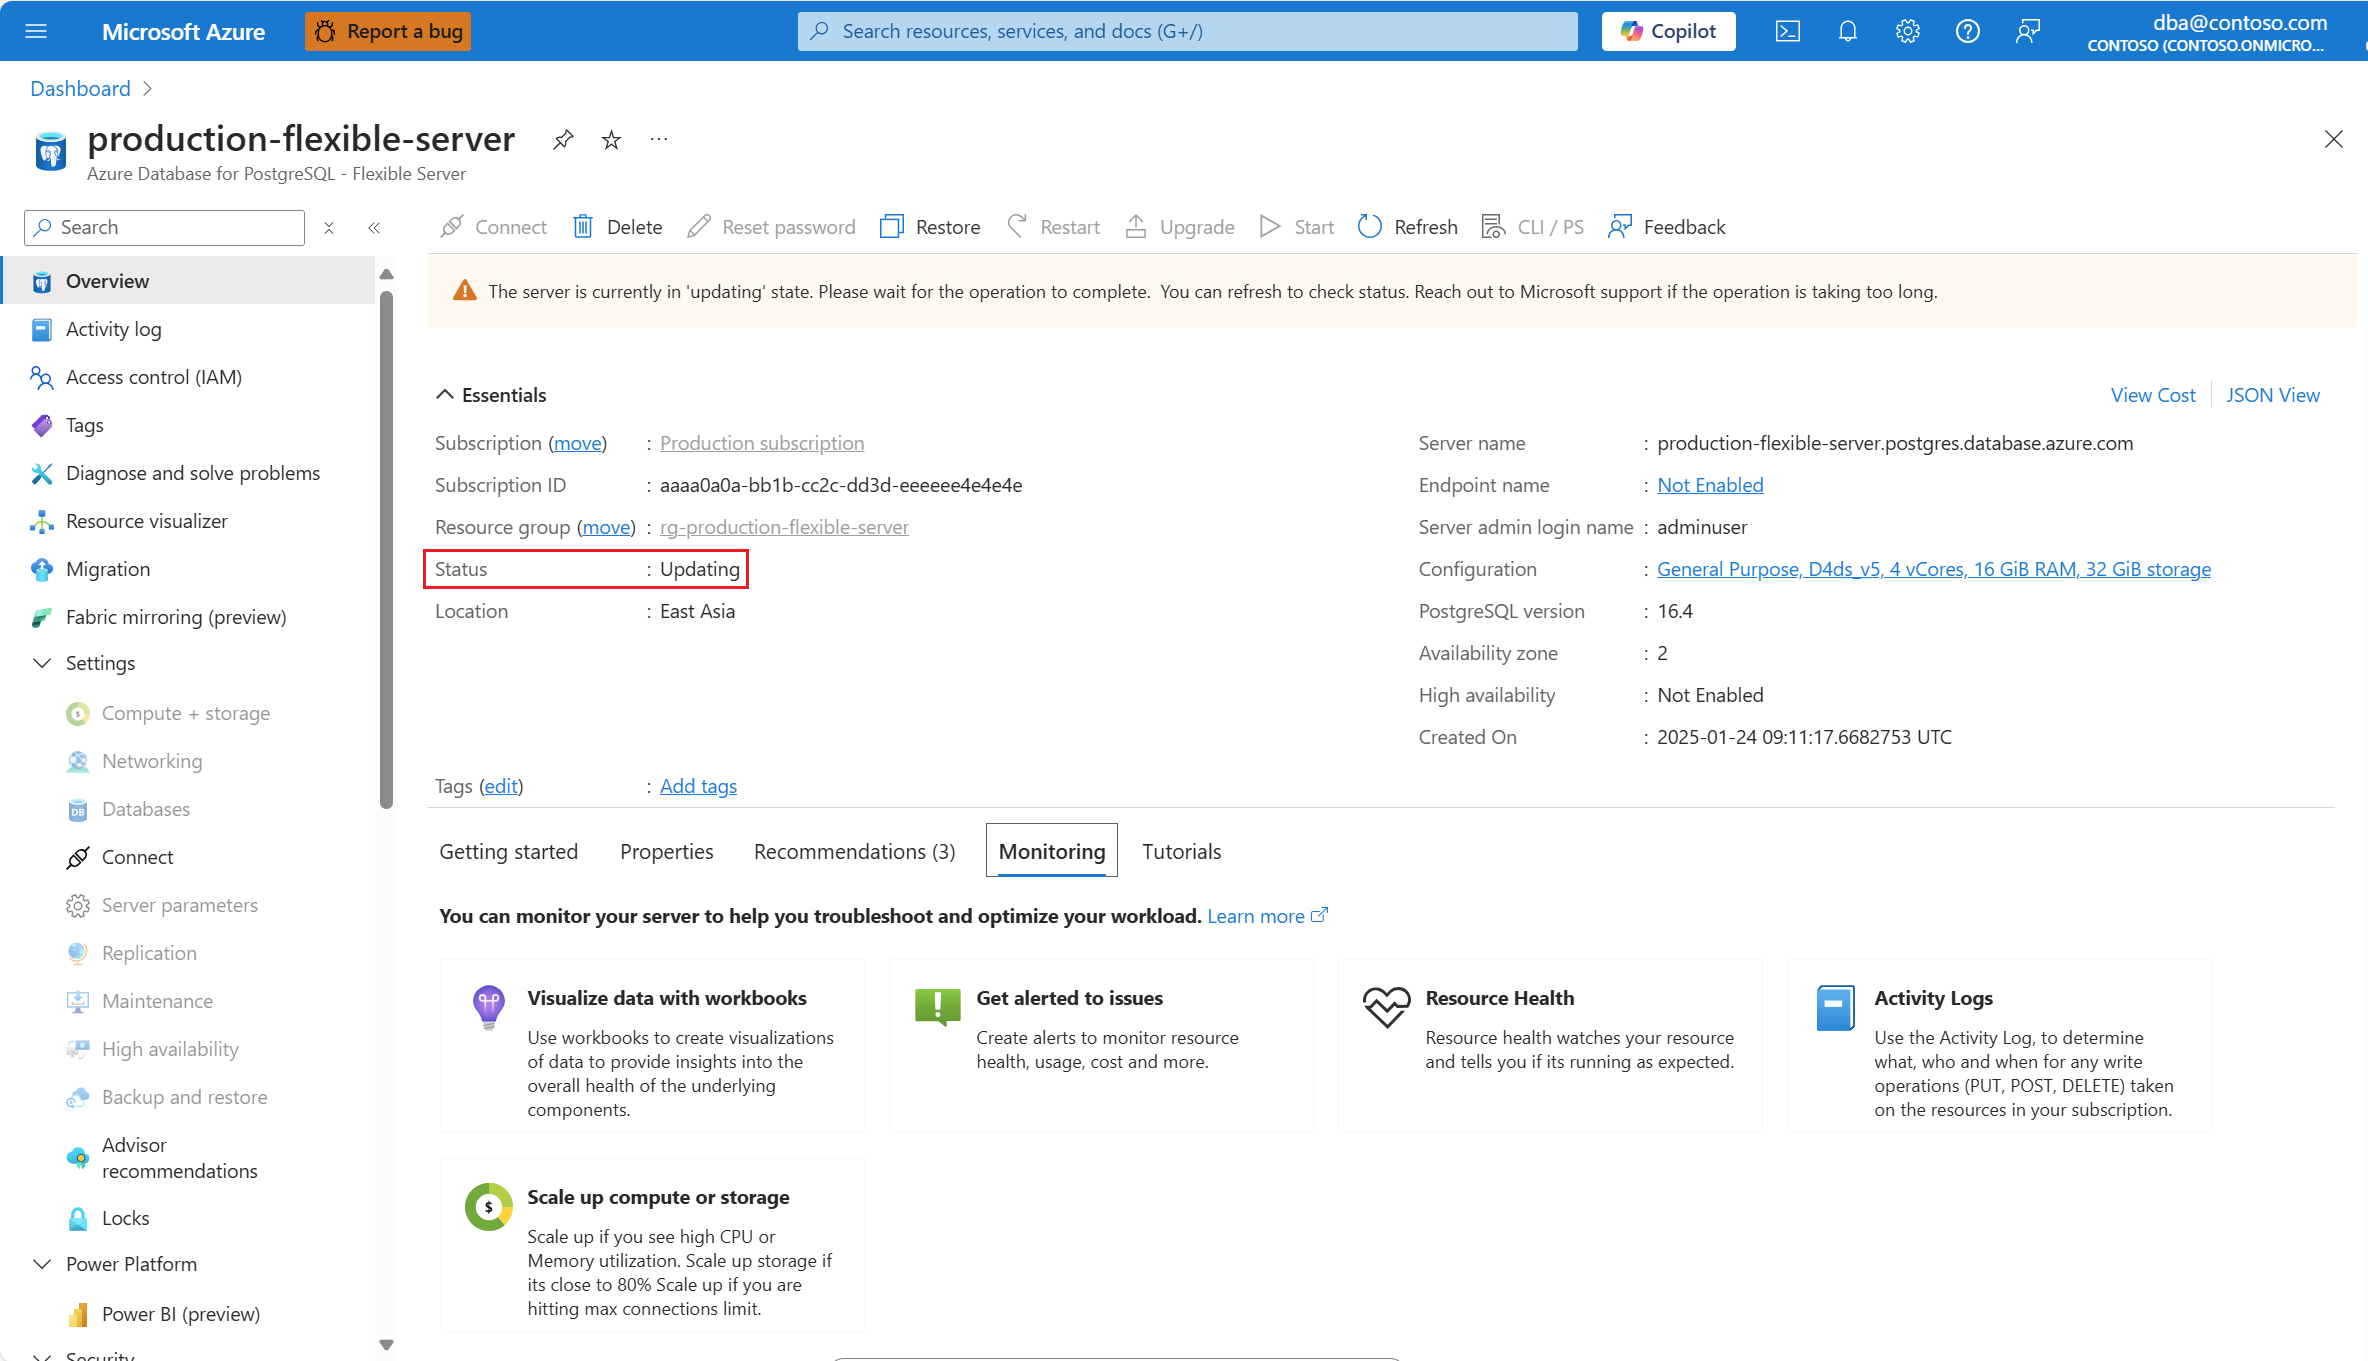 Microsoft Azure
Report a bug
Search resources, services, and docs (G+/)
Copilot
dba@contoso.com
CONTOSO (CONTOSO.ONMICRO...
Dashboard
production-flexible-server
Azure Database for PostgreSQL - Flexible Server
Search
Connect
Delete
Reset password
Restore
Restart
Upgrade
Start
Refresh
CLI / PS
Feedback
Overview
Activity log
Access control (IAM)
Tags
Diagnose and solve problems
Resource visualizer
Migration
Fabric mirroring (preview)
Settings
Compute + storage
Networking
Databases
Connect
Server parameters
Replication
Maintenance
High availability
Backup and restore
Advisor
recommendations
Locks
Power Platform
Power BI (preview)
Security
The server is currently in 'updating' state. Please wait for the operation to complete.  You can refresh to check status. Reach out to Microsoft support if the operation is taking too long.
Essentials
View Cost
JSON View
Subscription (move) : Production subscription
Subscription ID : aaaa0a0a-bb1b-cc2c-dd3d-eeeeee4e4e4e
Resource group (move) : rg-production-flexible-server
Status : Updating
Location : East Asia
Server name : production-flexible-server.postgres.database.azure.com
Endpoint name : Not Enabled
Server admin login name : adminuser
Configuration : General Purpose, D4ds_v5, 4 vCores, 16 GiB RAM, 32 GiB storage
PostgreSQL version : 16.4
Availability zone : 2
High availability : Not Enabled
Created On : 2025-01-24 09:11:17.6682753 UTC
Tags (edit) : Add tags
Getting started
Properties
Recommendations (3)
Monitoring
Tutorials
You can monitor your server to help you troubleshoot and optimize your workload. Learn more
Visualize data with workbooks
Use workbooks to create visualizations
of data to provide insights into the
overall health of the underlying
components.
Get alerted to issues
Create alerts to monitor resource
health, usage, cost and more.
Resource Health
Resource health watches your resource
and tells you if its running as expected.
Activity Logs
Use the Activity Log, to determine
what, who and when for any write
operations (PUT, POST, DELETE) taken
on the resources in your subscription.
Scale up compute or storage
Scale up if you see high CPU or
Memory utilization. Scale up storage if
its close to 80% Scale up if you are
hitting max connections limit.